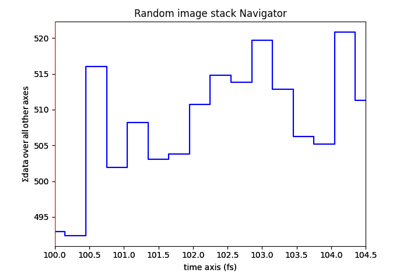 Random image stack Navigator
520
515
510
505
500
495
Σdata over all other axes
100.0 100.5 101.0 101.5 102.0 102.5 103.0 103.5 104.0 104.5
time axis (fs)